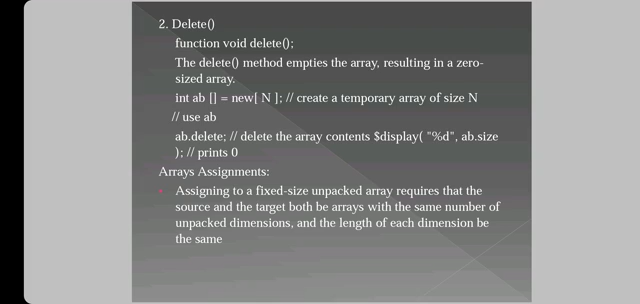 2. Delete()
function void delete();
The delete() method empties the array, resulting in a zero-
sized array.
int ab [] = new[ N ]; // create a temporary array of size N
// use ab
ab.delete; // delete the array contents $display( "%d", ab.size
); // prints 0
Arrays Assignments:
Assigning to a fixed-size unpacked array requires that the
source and the target both be arrays with the same number of
unpacked dimensions, and the length of each dimension be
the same